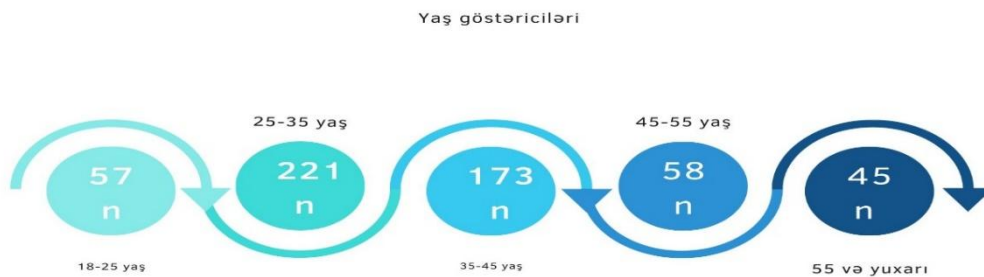 Yaş göstəriciləri
57
n
18-25 yaş
25-35 yaş
221
n
173
n
35-45 yaş
45-55 yaş
58
n
45
n
55 və yuxarı